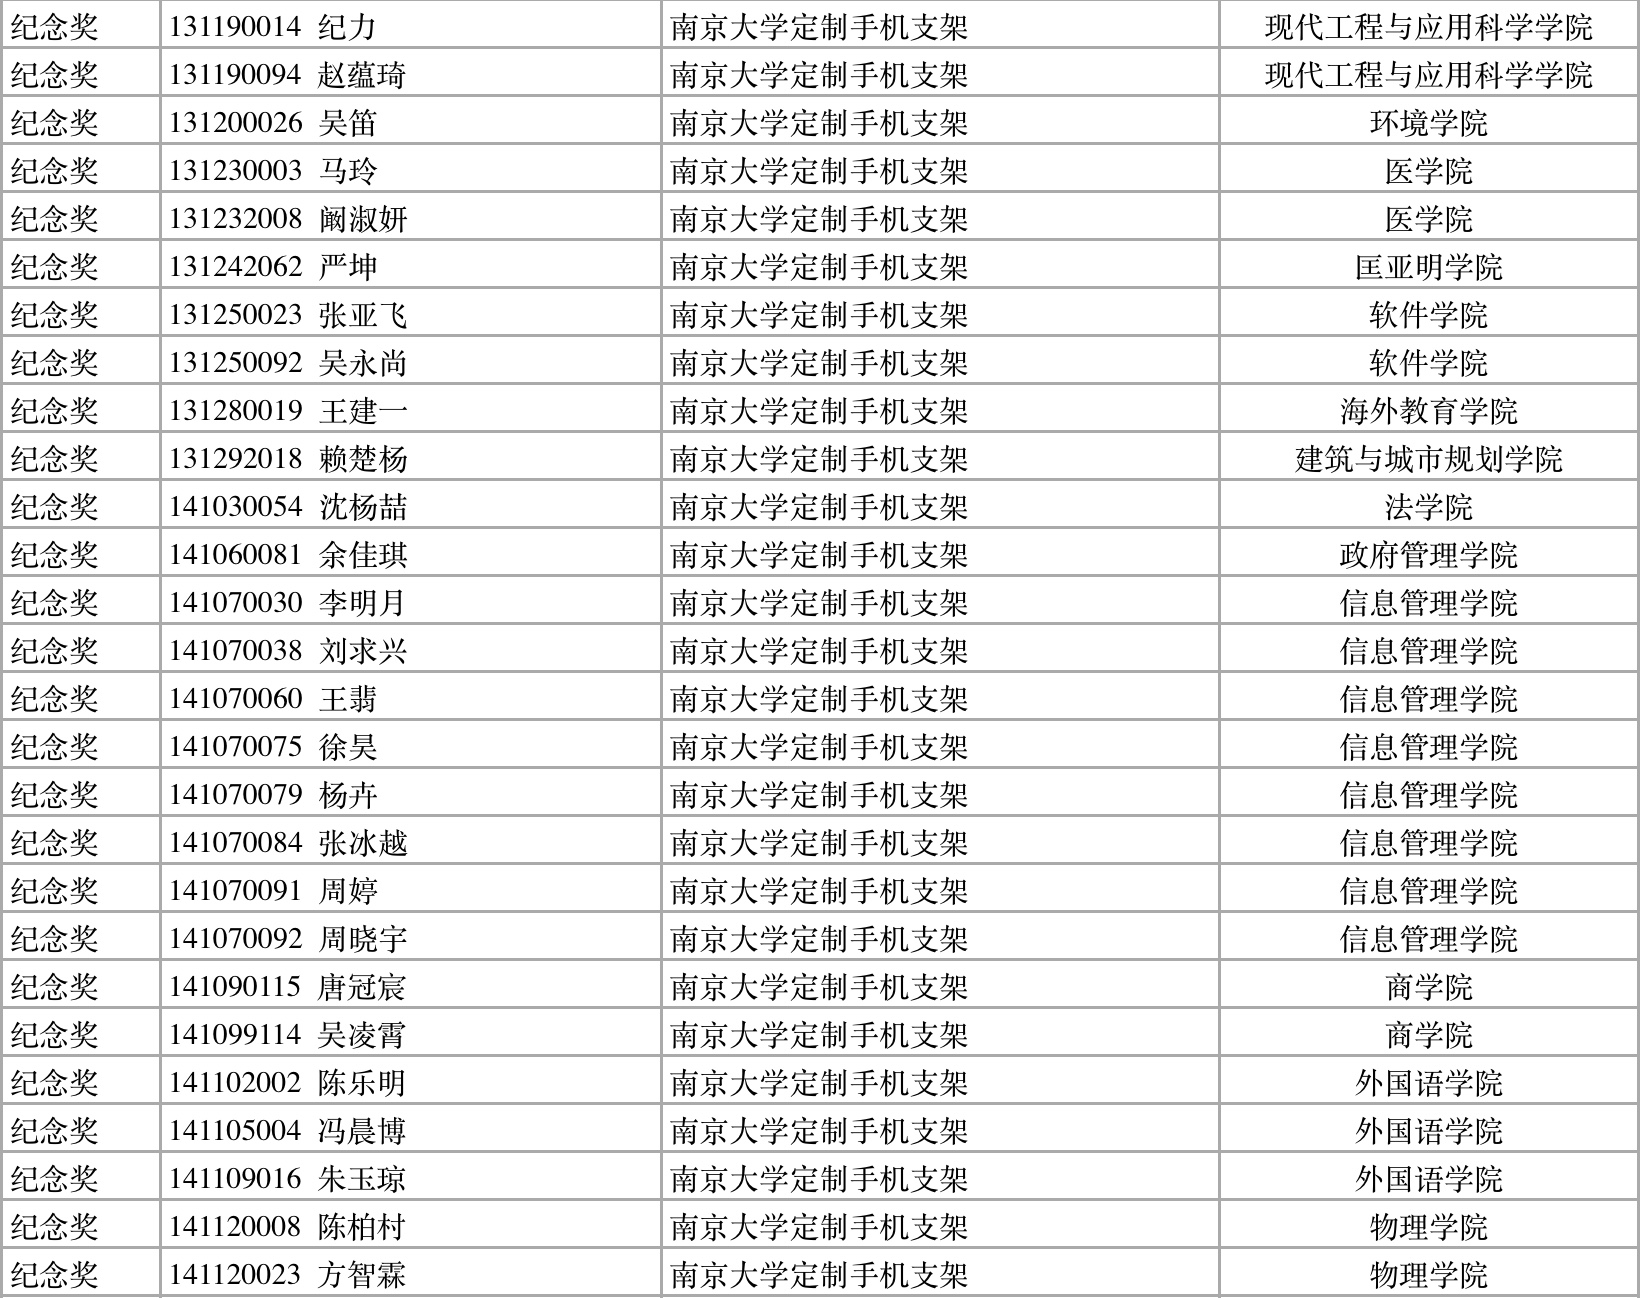 纪念奖 131190014 纪力 南京大学定制手机支架 现代工程与应用科学学院
纪念奖 131190094 赵蕴琦 南京大学定制手机支架 现代工程与应用科学学院
纪念奖 131200026 吴笛 南京大学定制手机支架 环境学院
纪念奖 131230003 马玲 南京大学定制手机支架 医学院
纪念奖 131232008 阚淑妍 南京大学定制手机支架 医学院
纪念奖 131242062 严坤 南京大学定制手机支架 匡亚明学院
纪念奖 131250023 张亚飞 南京大学定制手机支架 软件学院
纪念奖 131250092 吴永尚 南京大学定制手机支架 软件学院
纪念奖 131280019 王建一 南京大学定制手机支架 海外教育学院
纪念奖 131292018 赖楚杨 南京大学定制手机支架 建筑与城市规划学院
纪念奖 141030054 沈杨喆 南京大学定制手机支架 法学院
纪念奖 141060081 余佳琪 南京大学定制手机支架 政府管理学院
纪念奖 141070030 李明月 南京大学定制手机支架 信息管理学院
纪念奖 141070038 刘求兴 南京大学定制手机支架 信息管理学院
纪念奖 141070060 王翡 南京大学定制手机支架 信息管理学院
纪念奖 141070075 徐昊 南京大学定制手机支架 信息管理学院
纪念奖 141070079 杨卉 南京大学定制手机支架 信息管理学院
纪念奖 141070084 张冰越 南京大学定制手机支架 信息管理学院
纪念奖 141070091 周婷 南京大学定制手机支架 信息管理学院
纪念奖 141070092 周晓宇 南京大学定制手机支架 信息管理学院
纪念奖 141090115 唐冠宸 南京大学定制手机支架 商学院
纪念奖 141099114 吴凌霄 南京大学定制手机支架 商学院
纪念奖 141102002 陈乐明 南京大学定制手机支架 外国语学院
纪念奖 141105004 冯晨博 南京大学定制手机支架 外国语学院
纪念奖 141109016 朱玉琼 南京大学定制手机支架 外国语学院
纪念奖 141120008 陈柏村 南京大学定制手机支架 物理学院
纪念奖 141120023 方智霖 南京大学定制手机支架 物理学院